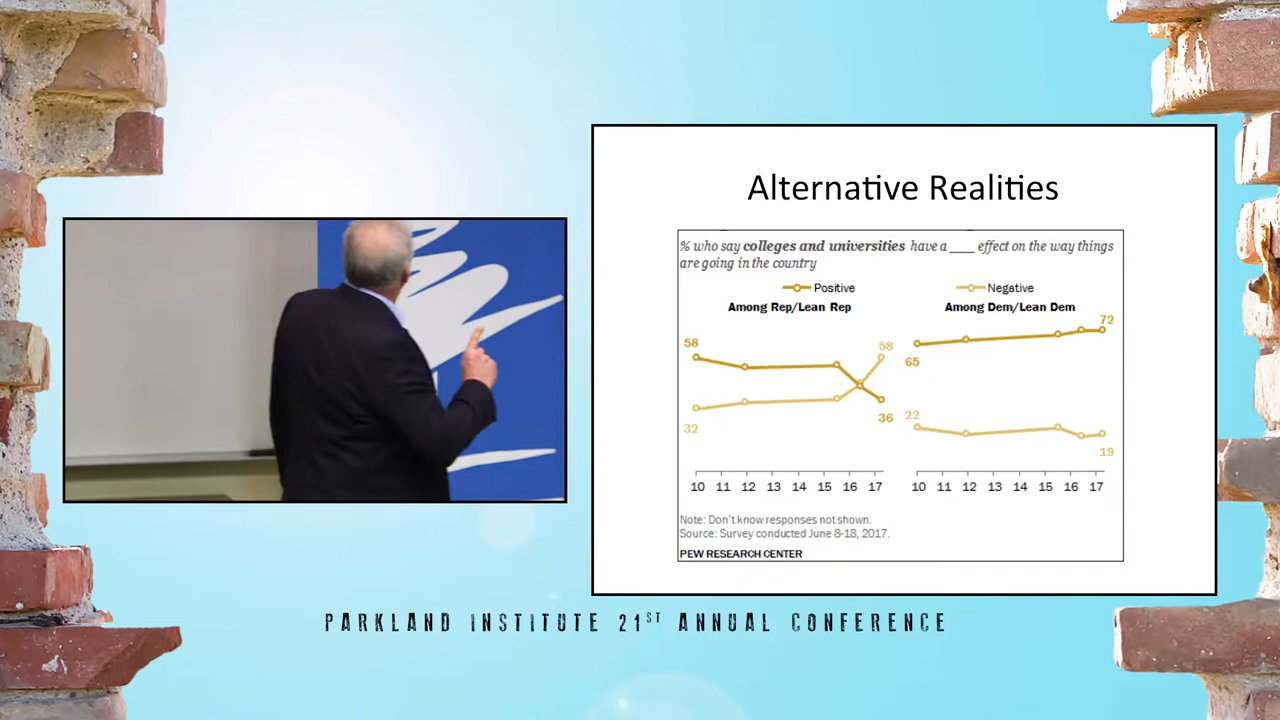 Alternative Realities
% who say colleges and universities have a ___ effect on the way things
are going in the country
Positive
Negative
Among Rep/Lean Rep
Among Dem/Lean Dem
58
58
32
36
72
65
22
19
10 11 12 13 14 15 16 17
10 11 12 13 14 15 16 17
Note: Don't know responses not shown.
Source: Survey conducted June 8-18, 2017.
PEW RESEARCH CENTER
PARKLAND INSTITUTE 21ST ANNUAL CONFERENCE